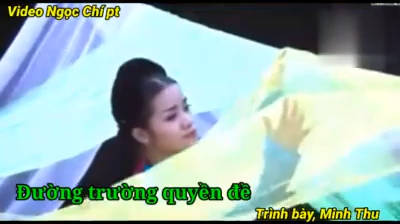 Video Ngọc Chí pt
Đường trường quyền đề
Trình bày, Minh Thu